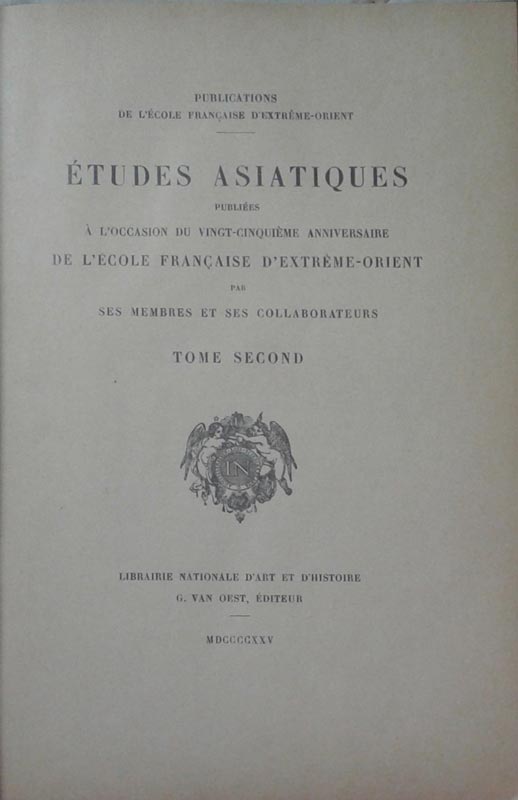 PUBLICATIONS
DE L'ÉCOLE FRANÇAISE D'EXTRÊME-ORIENT
ÉTUDES ASIATIQUES
PUBLIÉES
À L'OCCASION DU VINGT-CINQUIÈME ANNIVERSAIRE
DE L'ÉCOLE FRANÇAISE D'EXTRÊME-ORIENT
PAR
SES MEMBRES ET SES COLLABORATEURS
TOME SECOND
IN
LIBRAIRIE NATIONALE D'ART ET D'HISTOIRE
G. VAN OEST, ÉDITEUR
MDCCCCXXV